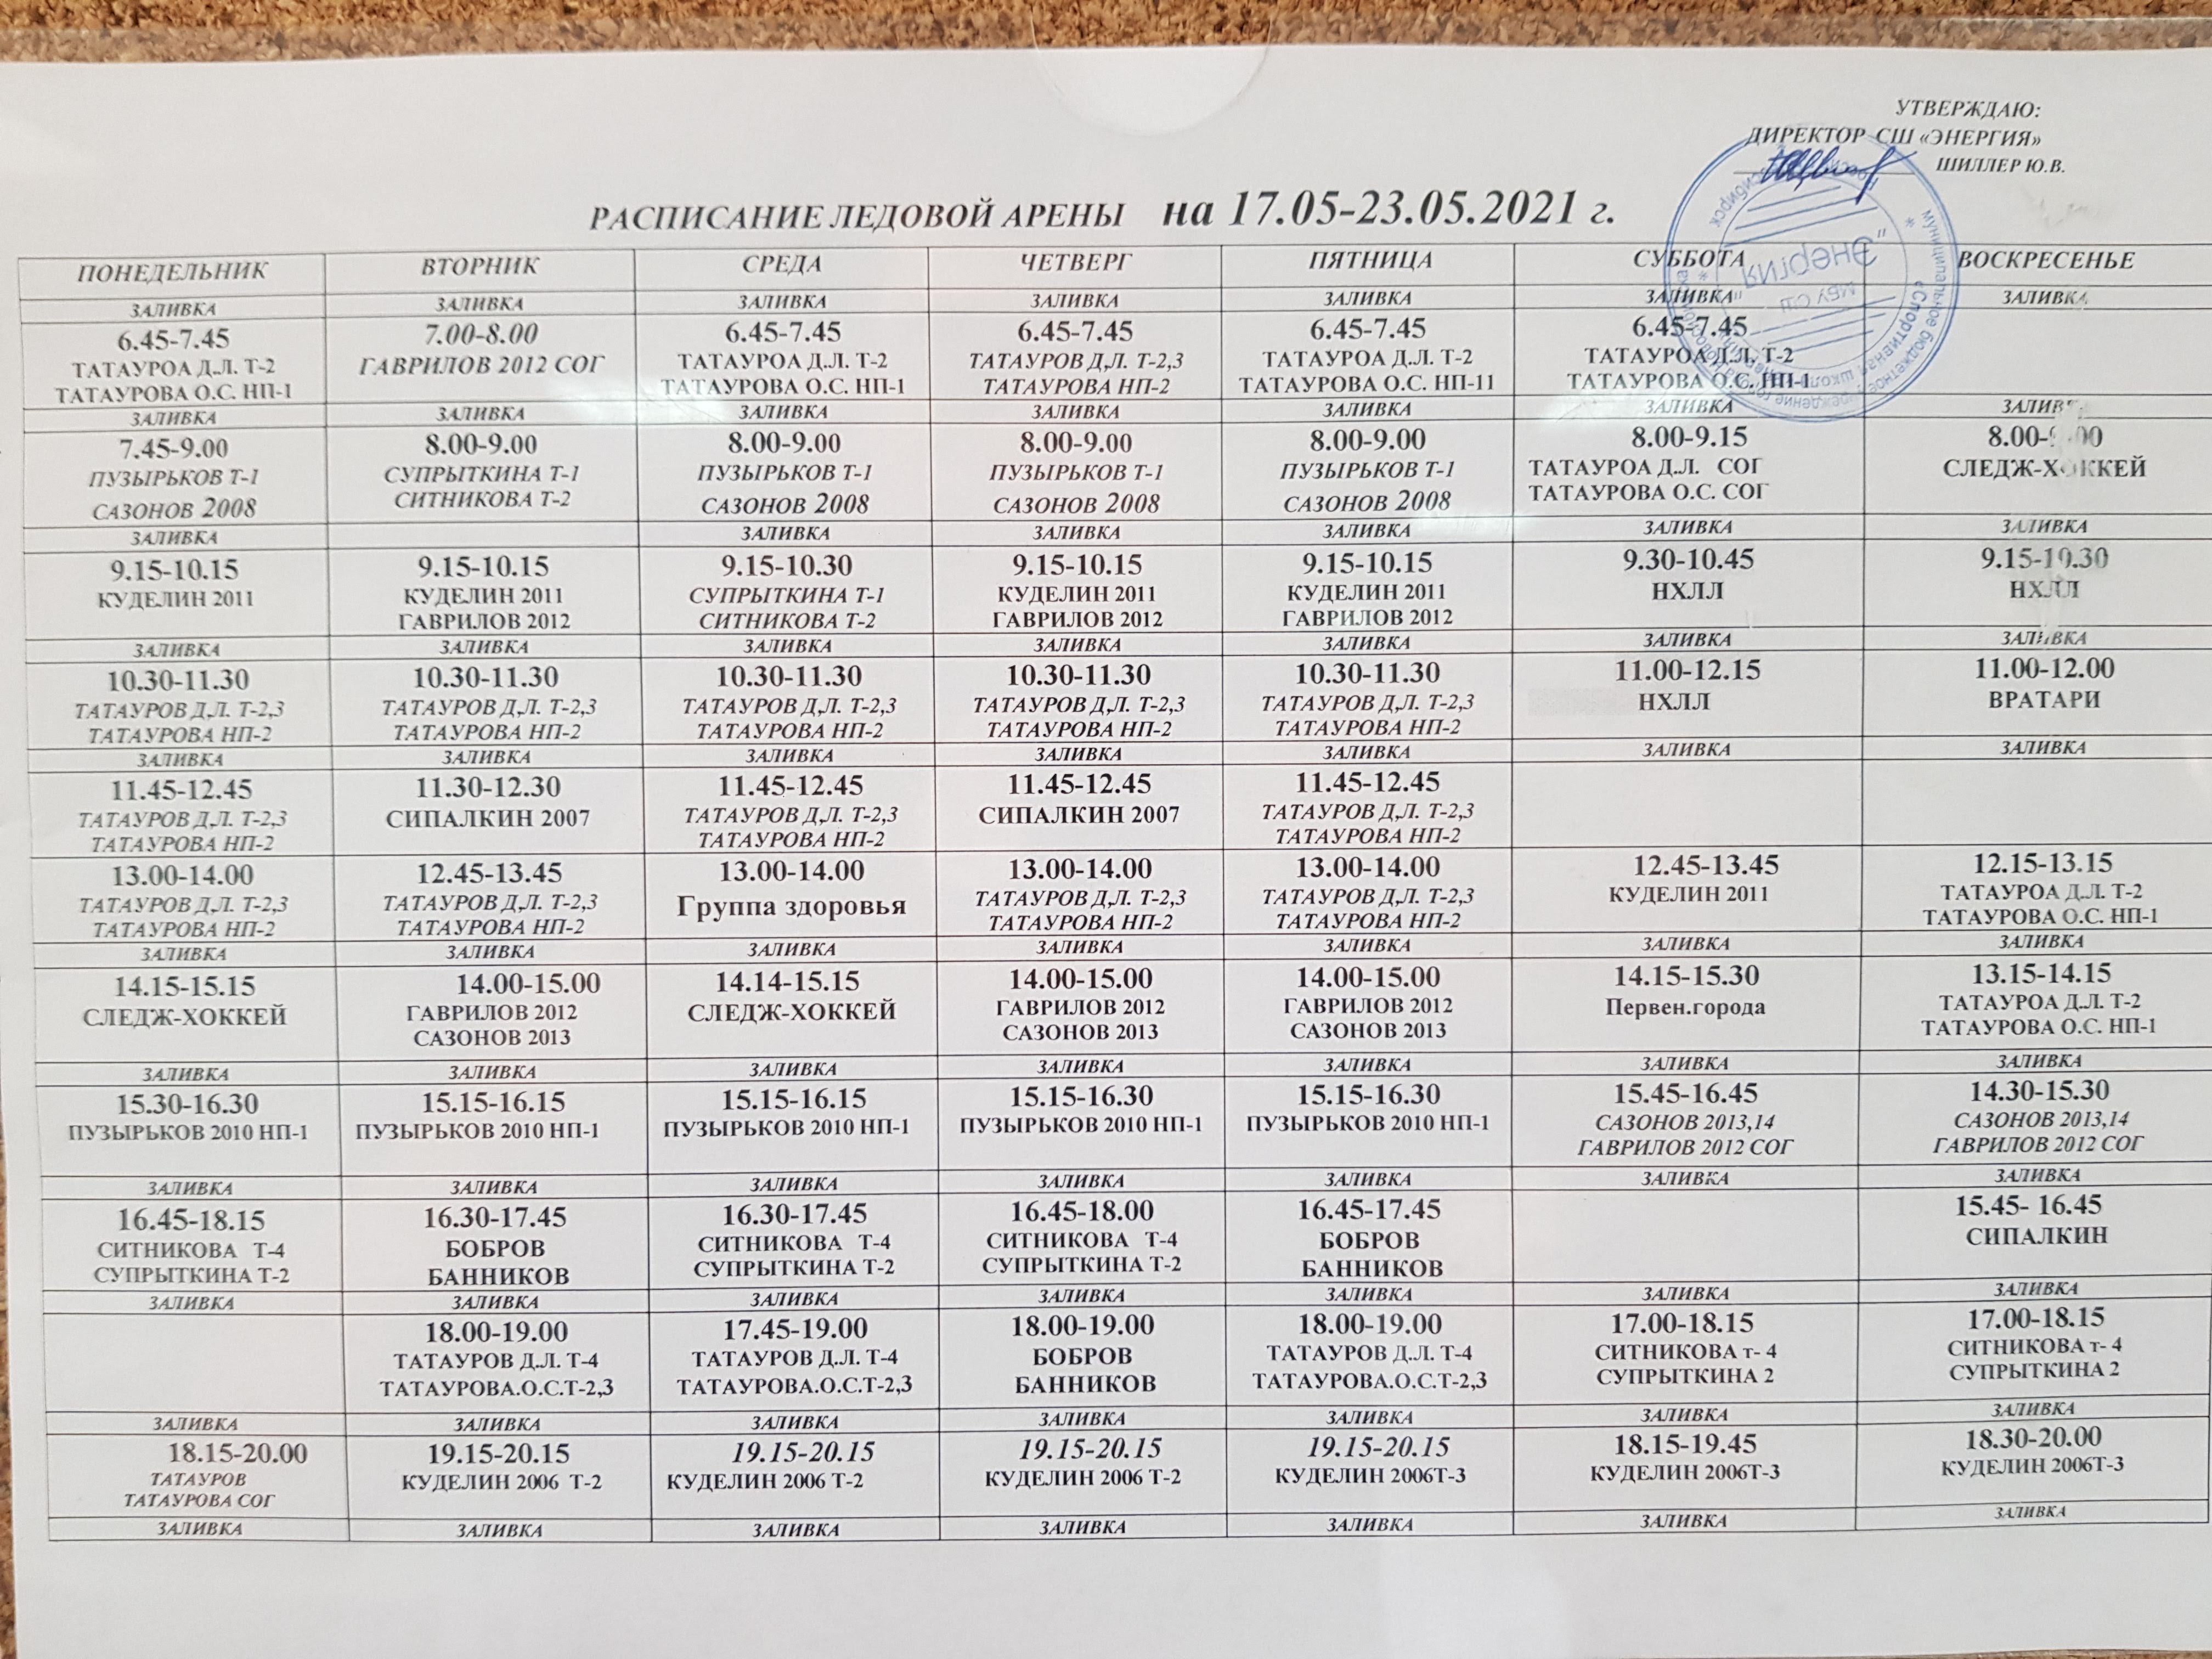 УТВЕРЖДАЮ:
ДИРЕКТОР СШ «ЭНЕРГИЯ»
ШИЛЛЕР Ю.В.
РАСПИСАНИЕ ЛЕДОВОЙ АРЕНЫ на 17.05-23.05.2021 г.
ПОНЕДЕЛЬНИК ВТОРНИК СРЕДА ЧЕТВЕРГ ПЯТНИЦА СУББОТА ВОСКРЕСЕНЬЕ
ЗАЛИВКА ЗАЛИВКА ЗАЛИВКА ЗАЛИВКА ЗАЛИВКА ЗАЛИВКА ЗАЛИВКА
6.45-7.45 7.00-8.00 6.45-7.45 6.45-7.45 6.45-7.45 6.45-7.45
ТАТАУРОА Д.Л. Т-2 ГАВРИЛОВ 2012 СОГ ТАТАУРОА Д.Л. Т-2 ТАТАУРОВ Д,Л. Т-2,3 ТАТАУРОА Д.Л. Т-2 ТАТАУРОА Д.Л. Т-2
ТАТАУРОВА О.С. НП-1 ТАТАУРОВА О.С. НП-1 ТАТАУРОВА НП-2 ТАТАУРОВА О.С. НП-11 ТАТАУРОВА О.С. НП-1
ЗАЛИВКА ЗАЛИВКА ЗАЛИВКА ЗАЛИВКА ЗАЛИВКА ЗАЛИВКА ЗАЛИВКА
7.45-9.00 8.00-9.00 8.00-9.00 8.00-9.00 8.00-9.00 8.00-9.15 8.00-9.00
ПУЗЫРЬКОВ Т-1 СУПРЫТКИНА Т-1 ПУЗЫРЬКОВ Т-1 ПУЗЫРЬКОВ Т-1 ПУЗЫРЬКОВ Т-1 ТАТАУРОА Д.Л. СОГ СЛЕДЖ-ХОККЕЙ
САЗОНОВ 2008 СИТНИКОВА Т-2 САЗОНОВ 2008 САЗОНОВ 2008 САЗОНОВ 2008 ТАТАУРОВА О.С. СОГ
ЗАЛИВКА ЗАЛИВКА ЗАЛИВКА ЗАЛИВКА ЗАЛИВКА ЗАЛИВКА
9.15-10.15 9.15-10.15 9.15-10.30 9.15-10.15 9.15-10.15 9.30-10.45 9.15-10.30
КУДЕЛИН 2011 КУДЕЛИН 2011 СУПРЫТКИНА Т-1 КУДЕЛИН 2011 КУДЕЛИН 2011 НХЛЛ НХЛЛ
ГАВРИЛОВ 2012 СИТНИКОВА Т-2 ГАВРИЛОВ 2012 ГАВРИЛОВ 2012
ЗАЛИВКА ЗАЛИВКА ЗАЛИВКА ЗАЛИВКА ЗАЛИВКА ЗАЛИВКА ЗАЛИВКА
10.30-11.30 10.30-11.30 10.30-11.30 10.30-11.30 10.30-11.30 11.00-12.15 11.00-12.00
ТАТАУРОВ Д,Л. Т-2,3 ТАТАУРОВ Д,Л. Т-2,3 ТАТАУРОВ Д,Л. Т-2,3 ТАТАУРОВ Д,Л. Т-2,3 ТАТАУРОВ Д,Л. Т-2,3 НХЛЛ ВРАТАРИ
ТАТАУРОВА НП-2 ТАТАУРОВА НП-2 ТАТАУРОВА НП-2 ТАТАУРОВА НП-2 ТАТАУРОВА НП-2
ЗАЛИВКА ЗАЛИВКА ЗАЛИВКА ЗАЛИВКА ЗАЛИВКА ЗАЛИВКА ЗАЛИВКА
11.45-12.45 11.30-12.30 11.45-12.45 11.45-12.45 11.45-12.45
ТАТАУРОВ Д,Л. Т-2,3 СИПАЛКИН 2007 ТАТАУРОВ Д,Л. Т-2,3 СИПАЛКИН 2007 ТАТАУРОВ Д,Л. Т-2,3
ТАТАУРОВА НП-2 ТАТАУРОВА НП-2 ТАТАУРОВА НП-2
13.00-14.00 12.45-13.45 13.00-14.00 13.00-14.00 13.00-14.00 12.45-13.45 12.15-13.15
ТАТАУРОВ Д,Л. Т-2,3 ТАТАУРОВ Д,Л. Т-2,3 Группа здоровья ТАТАУРОВ Д,Л. Т-2,3 ТАТАУРОВ Д,Л. Т-2,3 КУДЕЛИН 2011 ТАТАУРОА Д.Л. Т-2
ТАТАУРОВА НП-2 ТАТАУРОВА НП-2 ТАТАУРОВА НП-2 ТАТАУРОВА НП-2 ТАТАУРОВА О.С. НП-1
ЗАЛИВКА ЗАЛИВКА ЗАЛИВКА ЗАЛИВКА ЗАЛИВКА ЗАЛИВКА ЗАЛИВКА
14.15-15.15 14.00-15.00 14.14-15.15 14.00-15.00 14.00-15.00 14.15-15.30 13.15-14.15
СЛЕДЖ-ХОККЕЙ ГАВРИЛОВ 2012 СЛЕДЖ-ХОККЕЙ ГАВРИЛОВ 2012 ГАВРИЛОВ 2012 Первен.города ТАТАУРОА Д.Л. Т-2
САЗОНОВ 2013 САЗОНОВ 2013 САЗОНОВ 2013 ТАТАУРОВА О.С. НП-1
ЗАЛИВКА ЗАЛИВКА ЗАЛИВКА ЗАЛИВКА ЗАЛИВКА ЗАЛИВКА ЗАЛИВКА
15.30-16.30 15.15-16.15 15.15-16.15 15.15-16.30 15.15-16.30 15.45-16.45 14.30-15.30
ПУЗЫРЬКОВ 2010 НП-1 ПУЗЫРЬКОВ 2010 НП-1 ПУЗЫРЬКОВ 2010 НП-1 ПУЗЫРЬКОВ 2010 НП-1 ПУЗЫРЬКОВ 2010 НП-1 САЗОНОВ 2013,14 САЗОНОВ 2013,14
ГАВРИЛОВ 2012 СОГ ГАВРИЛОВ 2012 СОГ
ЗАЛИВКА ЗАЛИВКА ЗАЛИВКА ЗАЛИВКА ЗАЛИВКА ЗАЛИВКА ЗАЛИВКА
16.45-18.15 16.30-17.45 16.30-17.45 16.45-18.00 16.45-17.45 15.45- 16.45
СИТНИКОВА Т-4 БОБРОВ СИТНИКОВА Т-4 СИТНИКОВА Т-4 БОБРОВ СИПАЛКИН
СУПРЫТКИНА Т-2 БАННИКОВ СУПРЫТКИНА Т-2 СУПРЫТКИНА Т-2 БАННИКОВ
ЗАЛИВКА ЗАЛИВКА ЗАЛИВКА ЗАЛИВКА ЗАЛИВКА ЗАЛИВКА ЗАЛИВКА
18.00-19.00 17.45-19.00 18.00-19.00 18.00-19.00 17.00-18.15 17.00-18.15
ТАТАУРОВ Д.Л. Т-4 ТАТАУРОВ Д.Л. Т-4 БОБРОВ ТАТАУРОВ Д.Л. Т-4 СИТНИКОВА т- 4 СИТНИКОВА т- 4
ТАТАУРОВА.О.С.Т-2,3 ТАТАУРОВА.О.С.Т-2,3 БАННИКОВ ТАТАУРОВА.О.С.Т-2,3 СУПРЫТКИНА 2 СУПРЫТКИНА 2
ЗАЛИВКА ЗАЛИВКА ЗАЛИВКА ЗАЛИВКА ЗАЛИВКА ЗАЛИВКА ЗАЛИВКА
18.15-20.00 19.15-20.15 19.15-20.15 19.15-20.15 19.15-20.15 18.15-19.45 18.30-20.00
ТАТАУРОВ КУДЕЛИН 2006 Т-2 КУДЕЛИН 2006 Т-2 КУДЕЛИН 2006 Т-2 КУДЕЛИН 2006Т-3 КУДЕЛИН 2006Т-3 КУДЕЛИН 2006Т-3
ТАТАУРОВА СОГ
ЗАЛИВКА ЗАЛИВКА ЗАЛИВКА ЗАЛИВКА ЗАЛИВКА ЗАЛИВКА ЗАЛИВКА
МБУ СШ
"Энергия"